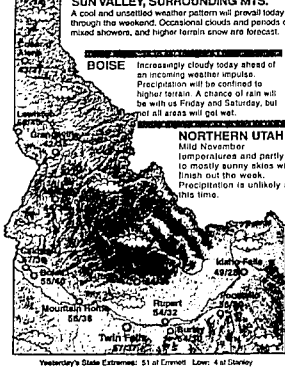 SUN VALLEY, SURROUNDING MTS.
A cool and unsettled weather pattern will prevail today
through the weekend. Occasional clouds and periods of
mixed showers, and higher terrain snow are forecast.
BOISE
Increasingly cloudy today ahead of
an incoming weather impulse.
Precipitation will be confined to
higher terrain. A chance of rain will
be with us Friday and Saturday, but
not all areas will get wet.
NORTHERN UTAH
Mild November
temperatures and partly
to mostly sunny skies wi
finish out the week.
Precipitation is unlikely a
this time.
Idaho Falls
49/28
Boise
55/40
Mountain Home
56/38
Rupert
54/32
Burley
Twin Falls
57/37
Yesterday's State Extremes: 51 at Emmett Low: 4 at Stanley